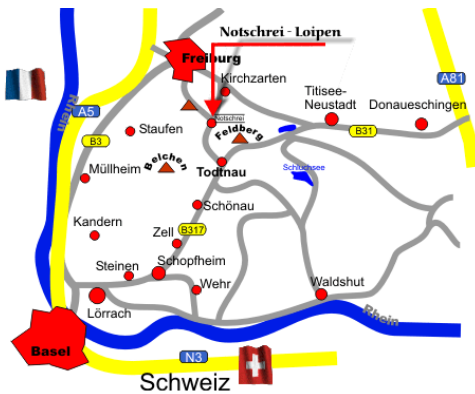 Notschrei - Loipen
Freiburg
Kirchzarten
A81
Titisee-
Neustadt
Donaueschingen
Rhein
A5
Notschrei
Staufen
Feldberg
B31
B3
Belchen
Müllheim
Todtnau
Schluchsee
Schönau
Kandern
Zell
B317
Steinen
Schopfheim
Wehr
Waldshut
Lörrach
Rhein
Basel
N3
Schweiz